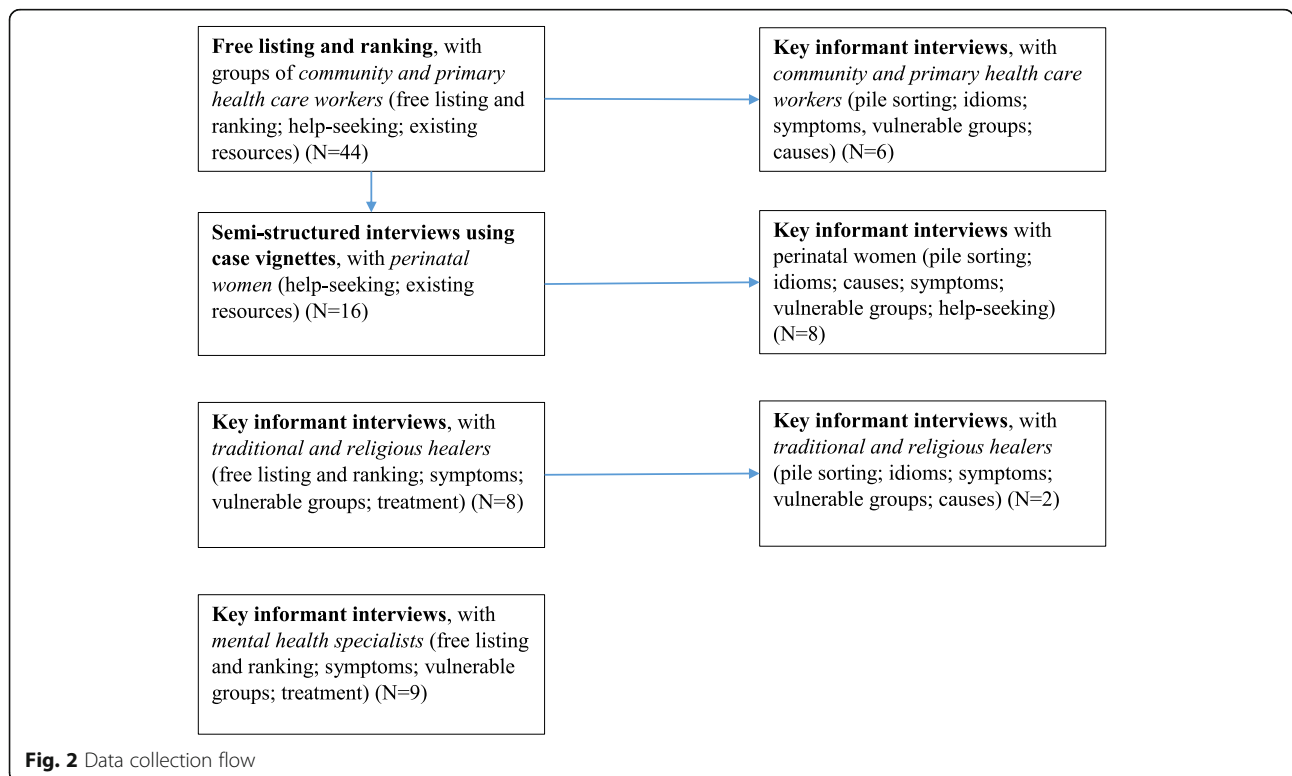 Free listing and ranking, with
groups of community and primary
health care workers (free listing and
ranking; help-seeking; existing
resources) (N=44)
Key informant interviews, with
community and primary health care
workers (pile sorting; idioms;
symptoms, vulnerable groups;
causes) (N=6)
Semi-structured interviews using
case vignettes, with perinatal
women (help-seeking; existing
resources) (N=16)
Key informant interviews with
perinatal women (pile sorting;
idioms; causes; symptoms;
vulnerable groups; help-seeking)
(N=8)
Key informant interviews, with
traditional and religious healers
(free listing and ranking; symptoms;
vulnerable groups; treatment) (N=8)
Key informant interviews, with
traditional and religious healers
(pile sorting; idioms; symptoms;
vulnerable groups; causes) (N=2)
Key informant interviews, with
mental health specialists (free listing
and ranking; symptoms; vulnerable
groups; treatment) (N=9)
Fig. 2 Data collection flow